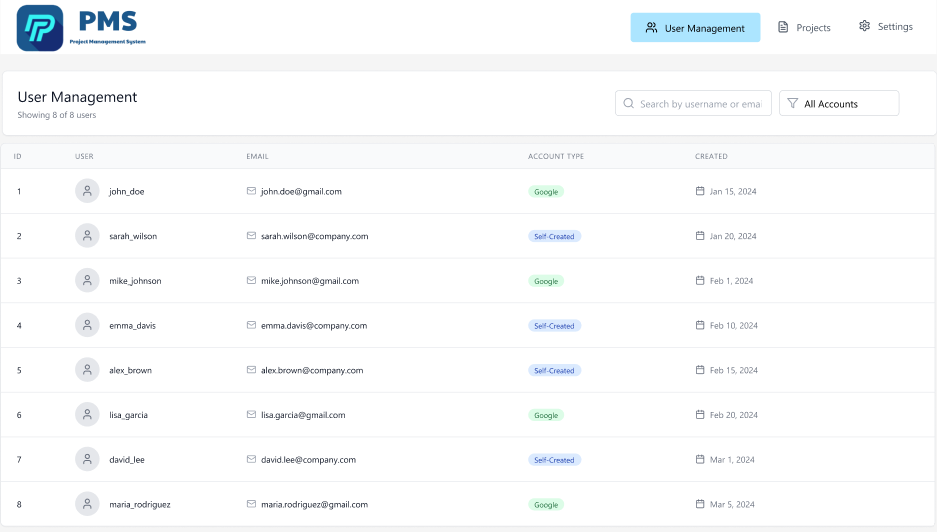 PMS
Project Management System
User Management
Projects
Settings
User Management
Showing 8 of 8 users
Search by username or emai
All Accounts
ID USER EMAIL ACCOUNT TYPE CREATED
1 john_doe john.doe@gmail.com Google Jan 15, 2024
2 sarah_wilson sarah.wilson@company.com Self-Created Jan 20, 2024
3 mike_johnson mike.johnson@gmail.com Google Feb 1, 2024
4 emma_davis emma.davis@company.com Self-Created Feb 10, 2024
5 alex_brown alex.brown@company.com Self-Created Feb 15, 2024
6 lisa_garcia lisa.garcia@gmail.com Google Feb 20, 2024
7 david_lee david.lee@company.com Self-Created Mar 1, 2024
8 maria_rodriguez maria.rodriguez@gmail.com Google Mar 5, 2024